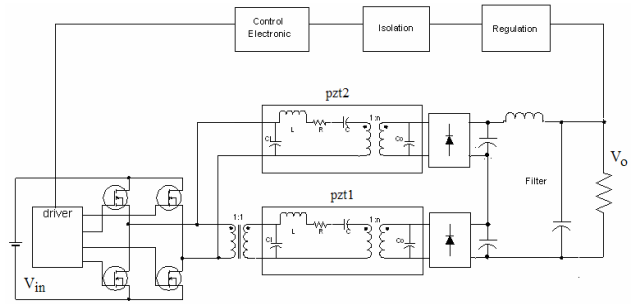 Control
Electronic
Isolation
Regulation
pzt2
1:n
Ci
L
R
C
Co
Vo
Filter
pzt1
driver
1:1
1:n
Ci
L
R
C
Co
Vin